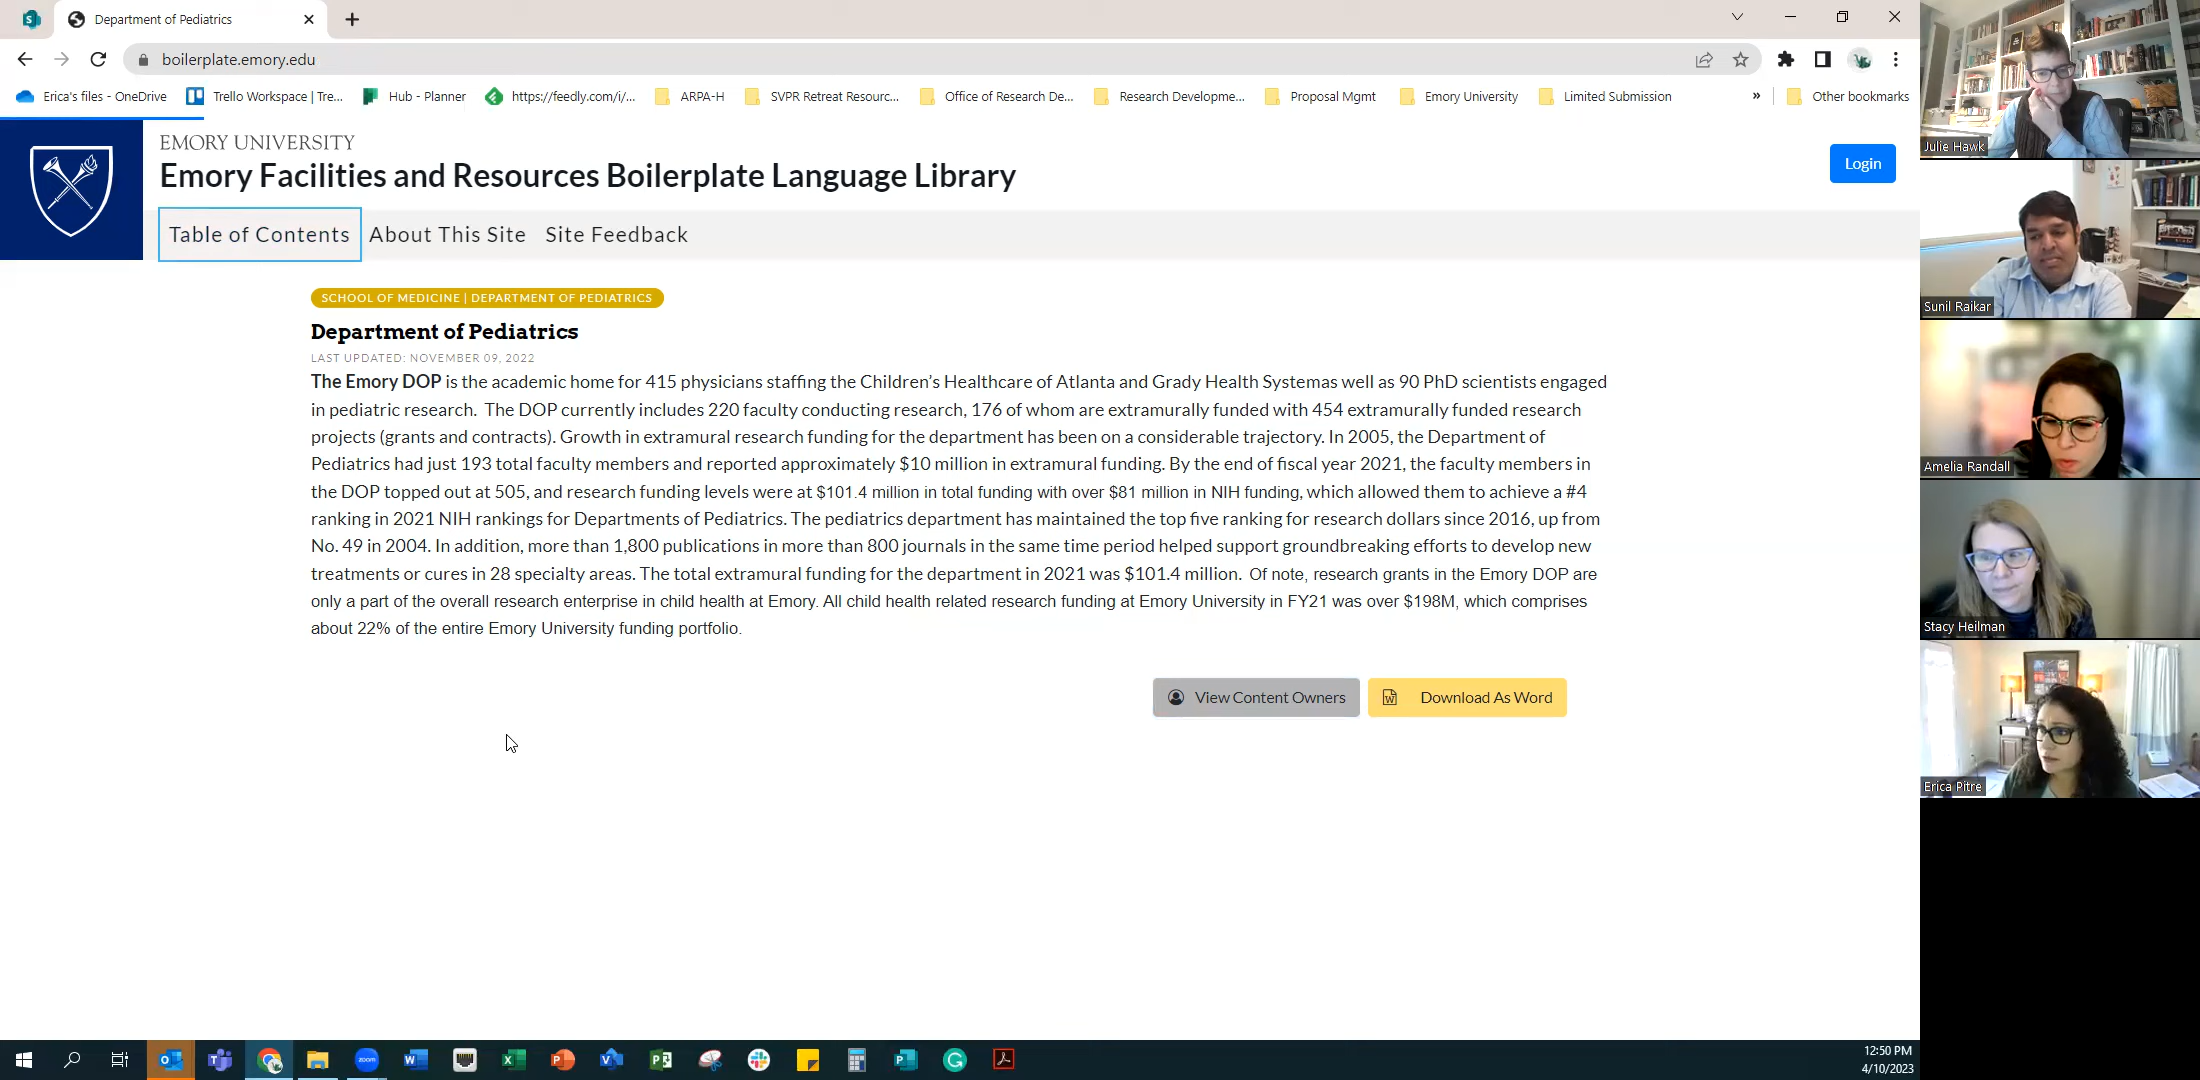 Department of Pediatrics
boilerplate.emory.edu
Erica's files - OneDrive
Trello Workspace | Tre...
Hub - Planner
https://feedly.com/i/...
ARPA-H
SVPR Retreat Resourc...
Office of Research De...
Research Developme...
Proposal Mgmt
Emory University
Limited Submission
»
Other bookmarks
EMORY UNIVERSITY
Emory Facilities and Resources Boilerplate Language Library
Login
Table of Contents
About This Site
Site Feedback
SCHOOL OF MEDICINE | DEPARTMENT OF PEDIATRICS
Department of Pediatrics
LAST UPDATED: NOVEMBER 09, 2022
The Emory DOP is the academic home for 415 physicians staffing the Children's Healthcare of Atlanta and Grady Health Systemas well as 90 PhD scientists engaged
in pediatric research. The DOP currently includes 220 faculty conducting research, 176 of whom are extramurally funded with 454 extramurally funded research
projects (grants and contracts). Growth in extramural research funding for the department has been on a considerable trajectory. In 2005, the Department of
Pediatrics had just 193 total faculty members and reported approximately $10 million in extramural funding. By the end of fiscal year 2021, the faculty members in
the DOP topped out at 505, and research funding levels were at $101.4 million in total funding with over $81 million in NIH funding, which allowed them to achieve a #4
ranking in 2021 NIH rankings for Departments of Pediatrics. The pediatrics department has maintained the top five ranking for research dollars since 2016, up from
No. 49 in 2004. In addition, more than 1,800 publications in more than 800 journals in the same time period helped support groundbreaking efforts to develop new
treatments or cures in 28 specialty areas. The total extramural funding for the department in 2021 was $101.4 million. Of note, research grants in the Emory DOP are
only a part of the overall research enterprise in child health at Emory. All child health related research funding at Emory University in FY21 was over $198M, which comprises
about 22% of the entire Emory University funding portfolio.
View Content Owners
Download As Word
Julie Hawk
Sunil Raikar
Amelia Randall
Stacy Heilman
Erica Pitre
12:50 PM
4/10/2023